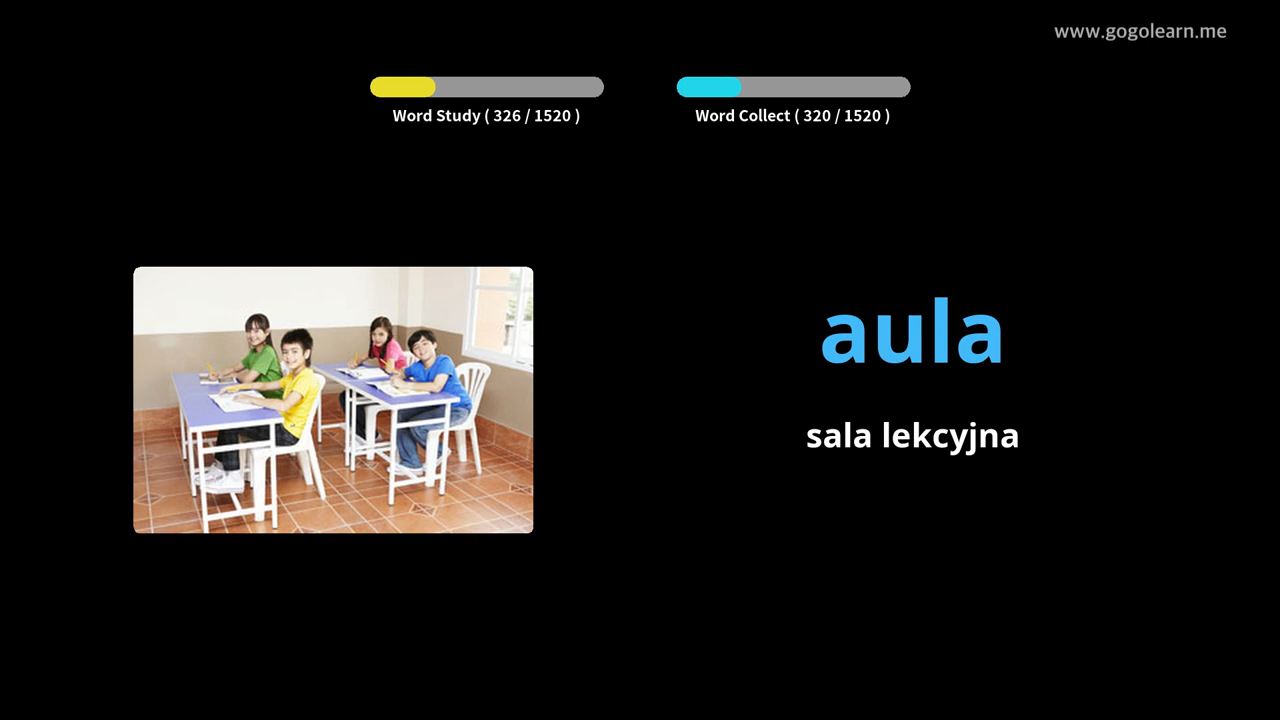 www.gogolearn.me
Word Study ( 326 / 1520 )
Word Collect ( 320 / 1520 )
aula
sala lekcyjna